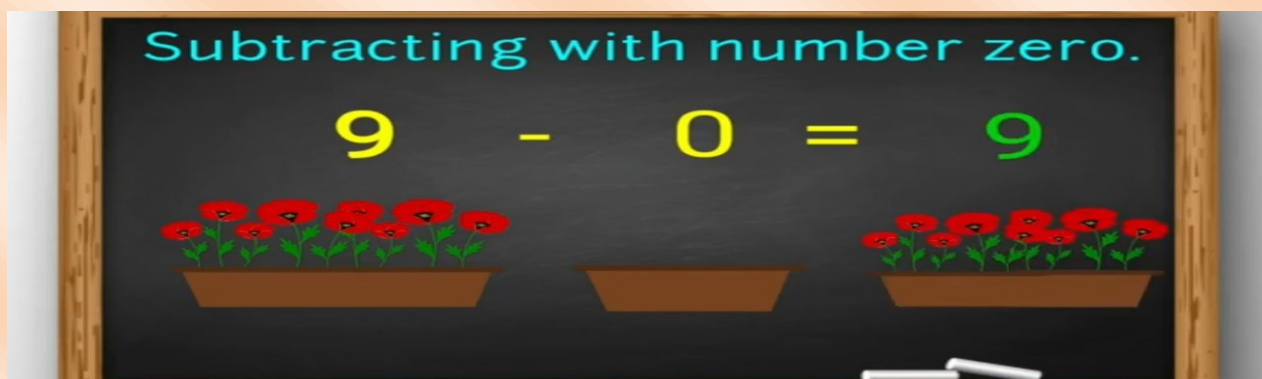 Subtracting with number zero.
9 - 0 = 9